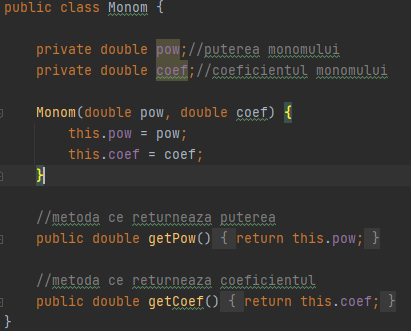 public class Monom {
private double pow;//puterea monomului
private double coef;//coeficientul monomului
Monom(double pow, double coef) {
this.pow = pow;
this.coef = coef;
}
//metoda ce returneaza puterea
public double getPow() { return this.pow; }
//metoda ce returneaza coeficientul
public double getCoef() { return this.coef; }
}